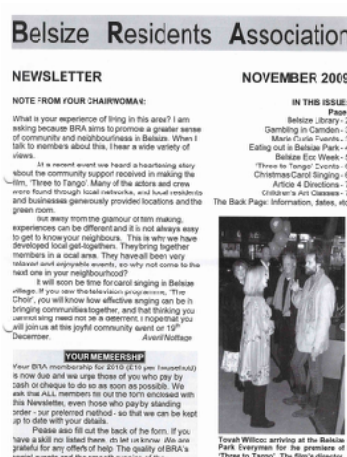 Belsize Residents Association
NEWSLETTER
NOVEMBER 2009
NOTE FROM YOUR CHAIRWOMAN:
What is your experience of living in this area? I am
asking because BRA aims to promote a greater sense
of community and neighbourliness in Belsize. When I
talk to members about this, I hear a wide variety of
views.
At a recent event we heard a heartening story
about the community support received in making the
film, 'Three to Tango'. Many of the actors and crew
were found through local networks, and local residents
and businesses generously provided locations and the
green room.
But away from the glamour of film making,
experiences can be different and it is not always easy
to get to know your neighbours. This is why we have
developed local get-togethers. They bring together
members in a local area. They have all been very
relaxed and enjoyable events, so why not come to the
next one in your neighbourhood?
It will soon be time for carol singing in Belsize
village. If you saw the television programme, 'The
Choir', you will know how effective singing can be in
bringing communities together, and that thinking you
cannot sing need not be a deterrent. I hope that you
will join us at this joyful community event on 19th
December. Averil Nottage
YOUR MEMBERSHIP
Your BRA membership for 2010 (£10 per household)
is now due and we urge those of you who pay by
cash or cheque to do so as soon as possible. We
ask that ALL members fill out the form enclosed with
this Newsletter, even those who pay by standing
order - our preferred method - so that we can be kept
up to date with your details.
Please also fill out the back of the form. If you
have a skill not listed there, do let us know. We are
grateful for any offers of help. The quality of BRA's
IN THIS ISSUE
Page
Belsize Library - 2
Gambling in Camden -
Marie Curie Events -
Eating out in Belsize Park - 4
Belsize Eco Week - 5
'Three to Tango' Events -
Christmas Carol Singing - 6
Article 4 Directions - 7
Children's Art Classes - 7
The Back Page: Information, dates, etc
Tovah Willcox arriving at the Belsize
Park Everyman for the premiere of
'Three to Tango'. The film's director